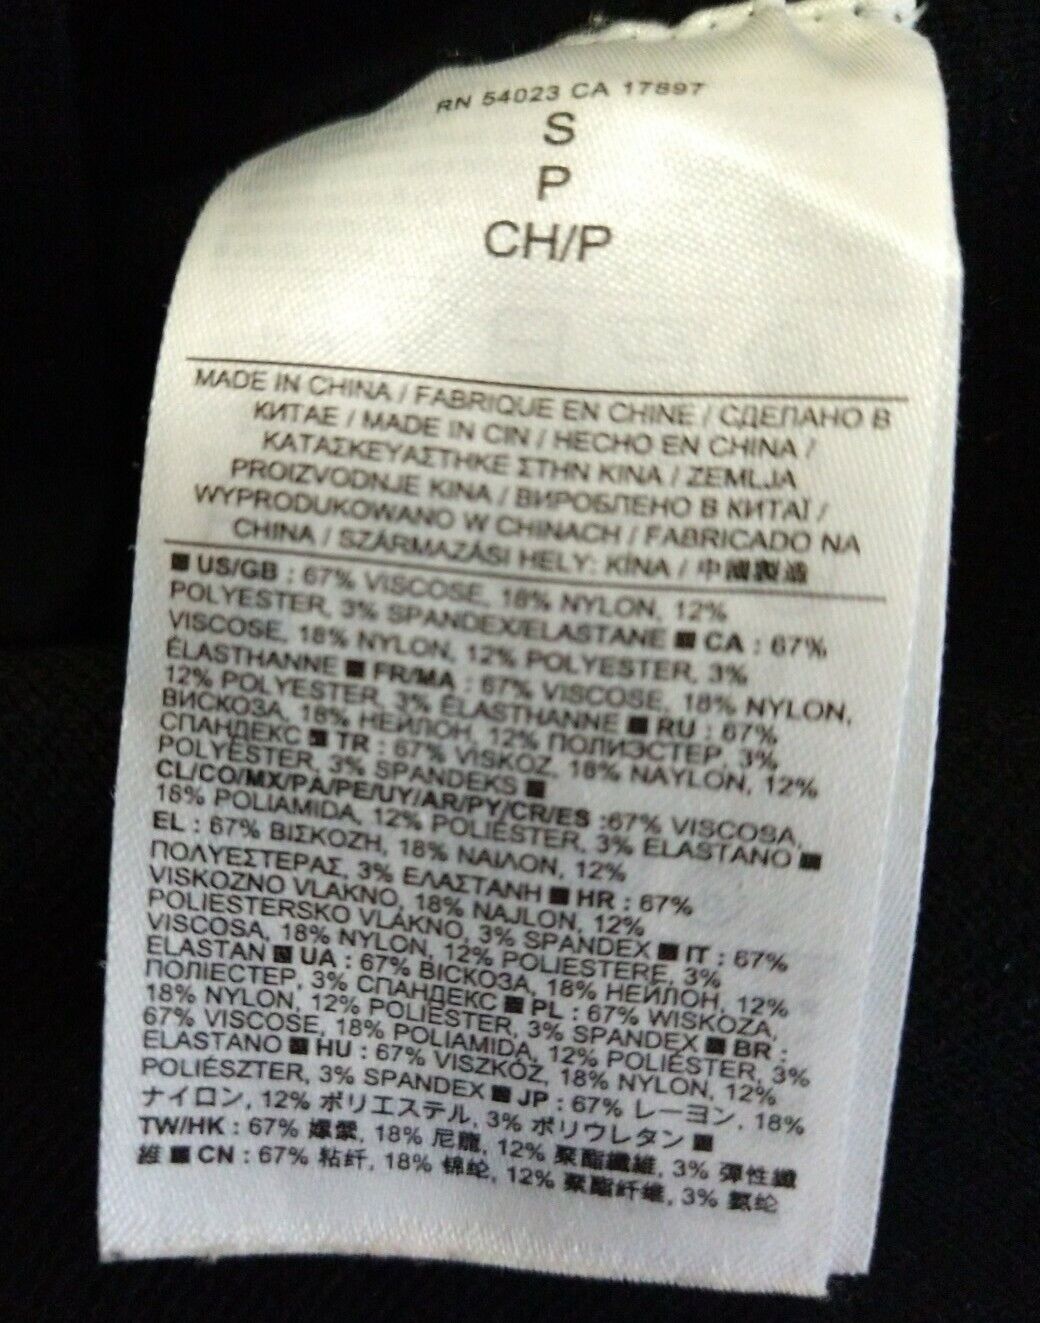 RN 54023 CA 17897
S
P
CH/P
MADE IN CHINA / FABRIQUE EN CHINE / СДЕЛАНО В
КИТАЕ / MADE IN CIN / HECHO EN CHINA /
ΚΑΤΑΣΚΕΥΑΣΤΗΚΕ ΣΤΗΝ ΚΙΝΑ / ZEMLJA
PROIZVODNJE KINA / ВИРОБЛЕНО В КИТАЇ /
WYPRODUKOWANO W CHINACH / FABRICADO NA
CHINA / SZÁRMAZÁSI HELY: KÍNA / 中國製造
■ US/GB : 67% VISCOSE, 18% NYLON, 12%
POLYESTER, 3% SPANDEX/ELASTANE ■ CA : 67%
VISCOSE, 18% NYLON, 12% POLYESTER, 3%
ÉLASTHANNE ■ FR/MA : 67% VISCOSE, 18% NYLON,
12% POLYESTER, 3% ÉLASTHANNE ■ RU : 67%
ВИСКОЗА, 18% НЕЙЛОН, 12% ПОЛИЭСТЕР, 3%
СПАНДЕКС ■ TR : 67% VİSKOZ, 18% NAYLON, 12%
POLYESTER, 3% SPANDEKS ■
CL/CO/MX/PA/PE/UY/AR/PY/CR/ES :67% VISCOSA,
18% POLIAMIDA, 12% POLIÉSTER, 3% ELASTANO ■
EL : 67% ΒΙΣΚΟΖΗ, 18% ΝΑΙΛΟΝ, 12%
ΠΟΛΥΕΣΤΕΡΑΣ, 3% ΕΛΑΣΤΑΝΗ ■ HR : 67%
VISKOZNO VLAKNO, 18% NAJLON, 12%
POLIESTERSKO VLAKNO, 3% SPANDEX ■ IT : 67%
VISCOSA, 18% NYLON, 12% POLIESTERE, 3%
ELASTAN ■ UA : 67% ВІСКОЗА, 18% НЕЙЛОН, 12%
ПОЛІЕСТЕР, 3% СПАНДЕКС ■ PL : 67% WISKOZA,
18% NYLON, 12% POLIESTER, 3% SPANDEX ■ BR :
67% VISCOSE, 18% POLIAMIDA, 12% POLIÉSTER, 3%
ELASTANO ■ HU : 67% VISZKÓZ, 18% NYLON, 12%
POLIÉSZTER, 3% SPANDEX ■ JP : 67% レーヨン, 18%
ナイロン, 12% ポリエステル, 3% ポリウレタン ■
TW/HK : 67% 嫘縈, 18% 尼龍, 12% 聚酯纖維, 3% 彈性纖
維 ■ CN : 67% 粘纤, 18% 锦纶, 12% 聚酯纤维, 3% 氨纶